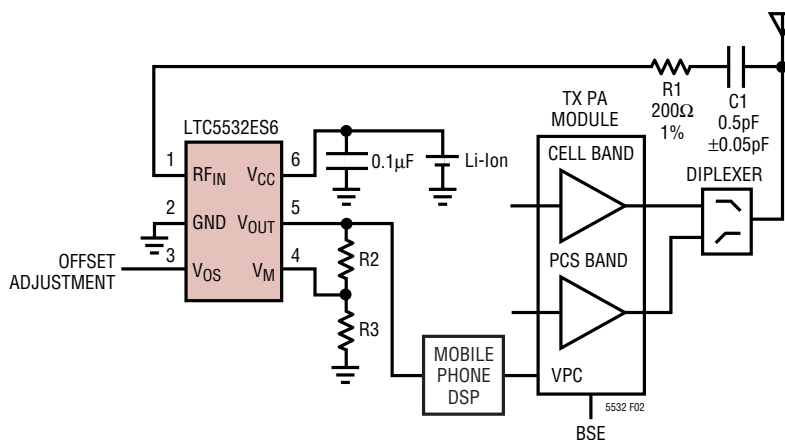 LTC5532ES6
1
RFIN
6
VCC
0.1µF
Li-Ion
2
GND
5
VOUT
OFFSET
ADJUSTMENT
3
VOS
4
VM
R2
R3
MOBILE
PHONE
DSP
TX PA
MODULE
CELL BAND
PCS BAND
VPC
BSE
R1
200Ω
1%
C1
0.5pF
±0.05pF
DIPLEXER
5532 F02